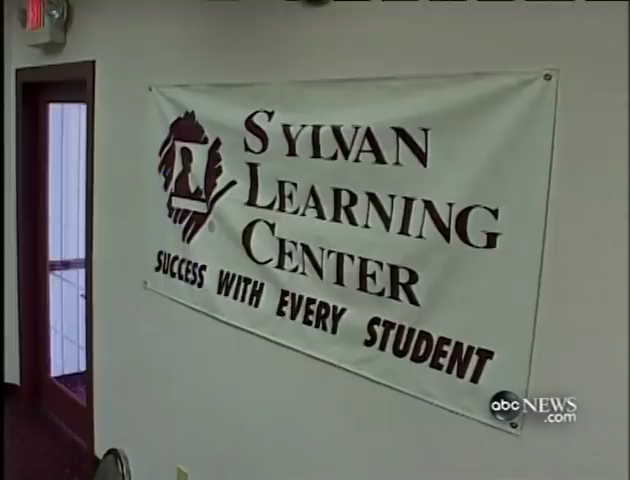 SYLVAN
LEARNING
CENTER
®
SUCCESS WITH EVERY STUDENT
abc NEWS
.com